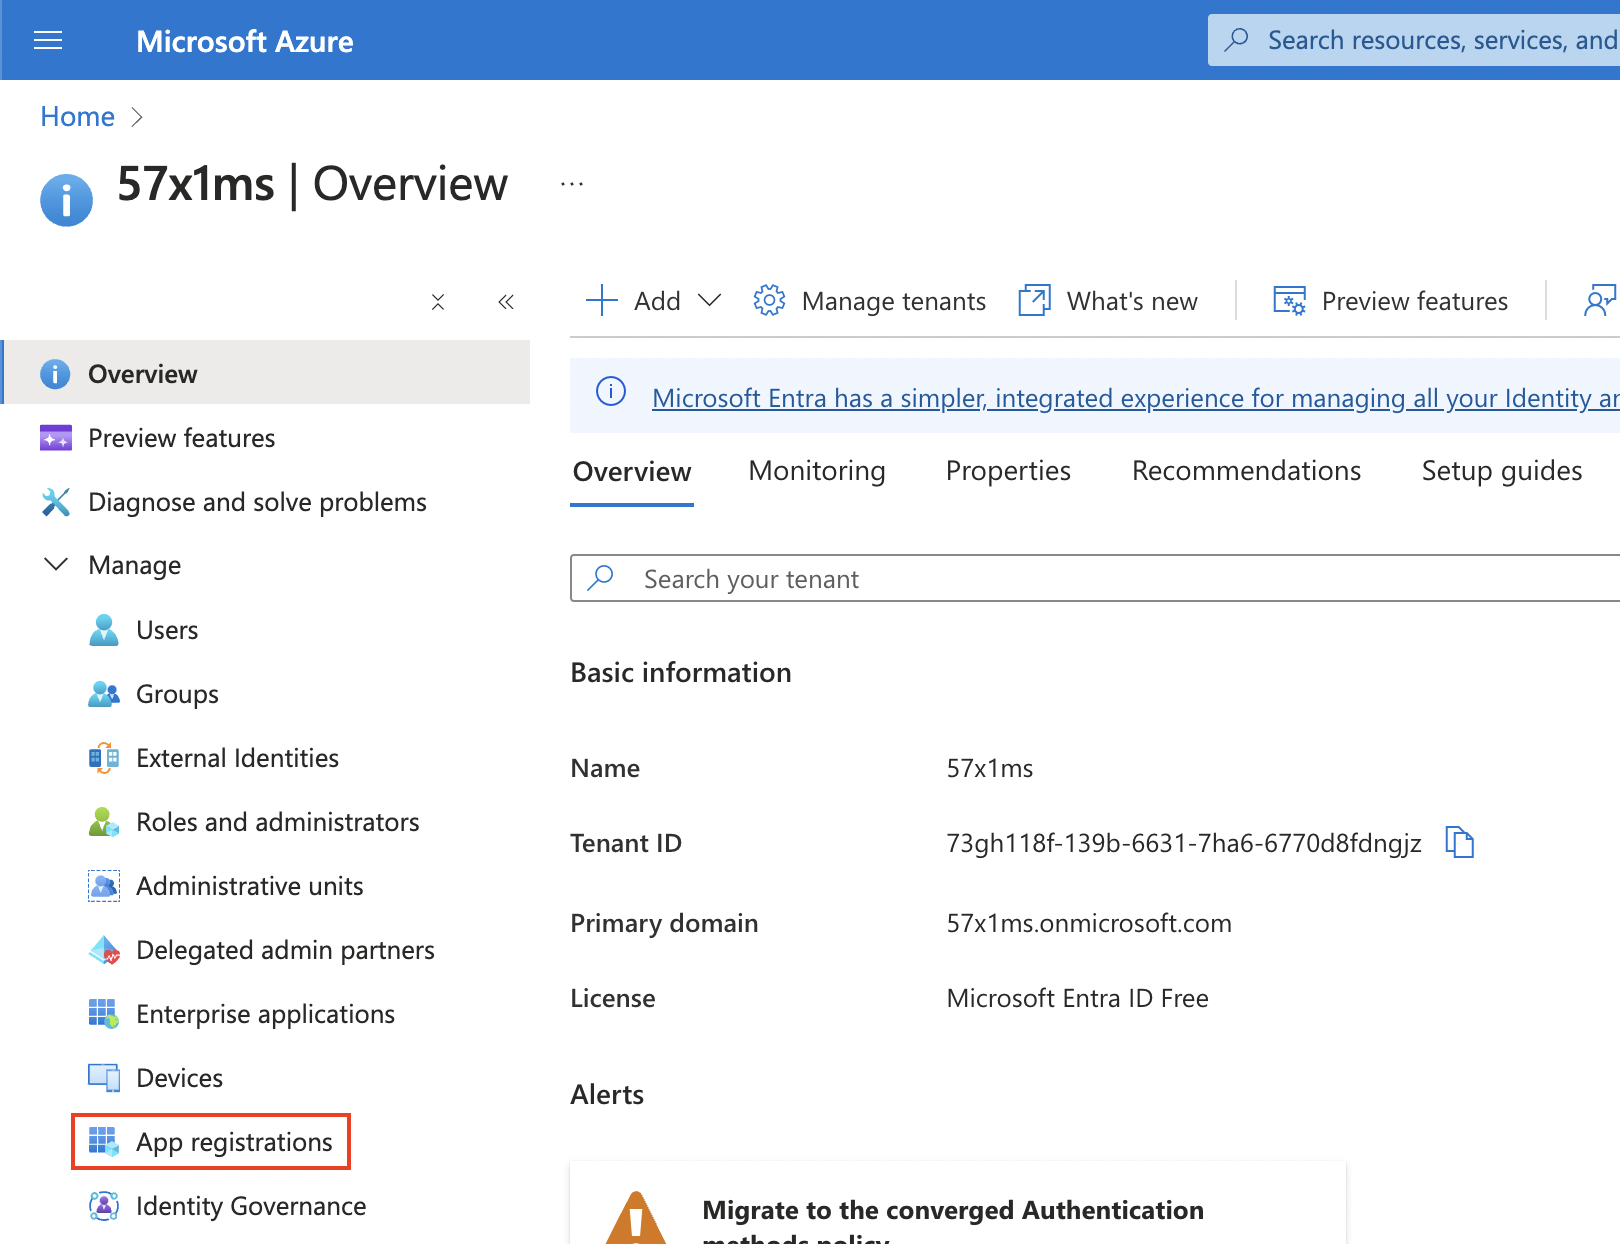 Microsoft Azure
Search resources, services, and
Home
57x1ms | Overview
Add
Manage tenants
What's new
Preview features
Overview
Preview features
Diagnose and solve problems
Manage
Users
Groups
External Identities
Roles and administrators
Administrative units
Delegated admin partners
Enterprise applications
Devices
App registrations
Identity Governance
Microsoft Entra has a simpler, integrated experience for managing all your Identity
Overview
Monitoring
Properties
Recommendations
Setup guides
Search your tenant
Basic information
Name
57x1ms
Tenant ID
73gh118f-139b-6631-7ha6-6770d8fdngjz
Primary domain
57x1ms.onmicrosoft.com
License
Microsoft Entra ID Free
Alerts
Migrate to the converged Authentication
methods policy